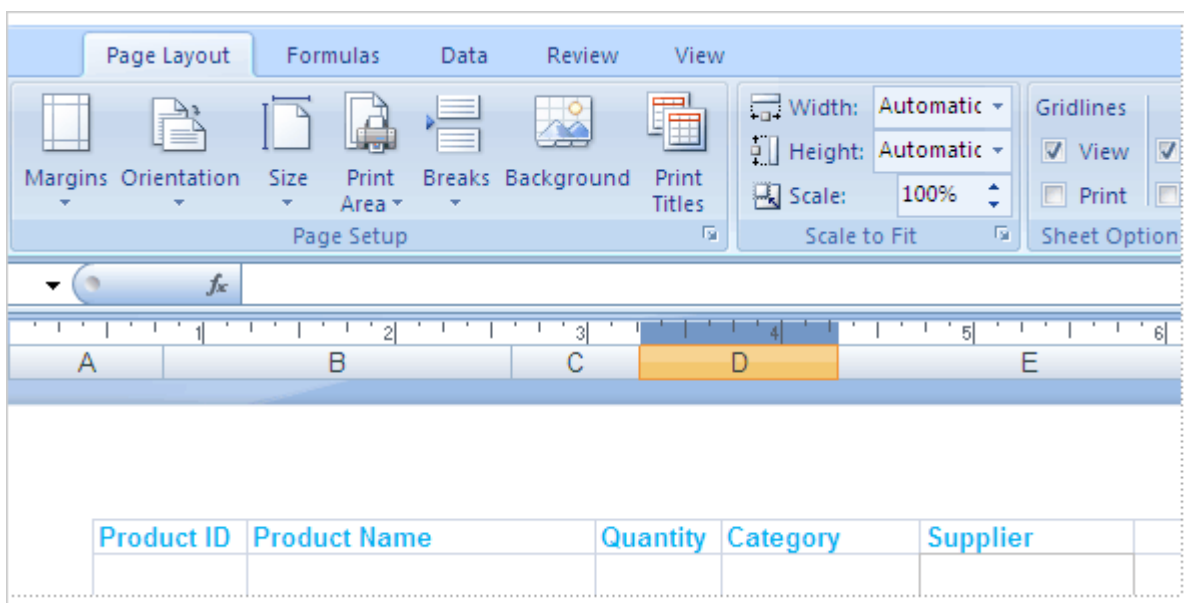 Page Layout Formulas Data Review View
Width: Automatic Gridlines
Height: Automatic View
Margins Orientation Size Print Area Breaks Background Print Titles
Scale: 100% Print
Page Setup Scale to Fit Sheet Option
fx
1 2 3 4 5 6
A B C D E
Product ID Product Name Quantity Category Supplier